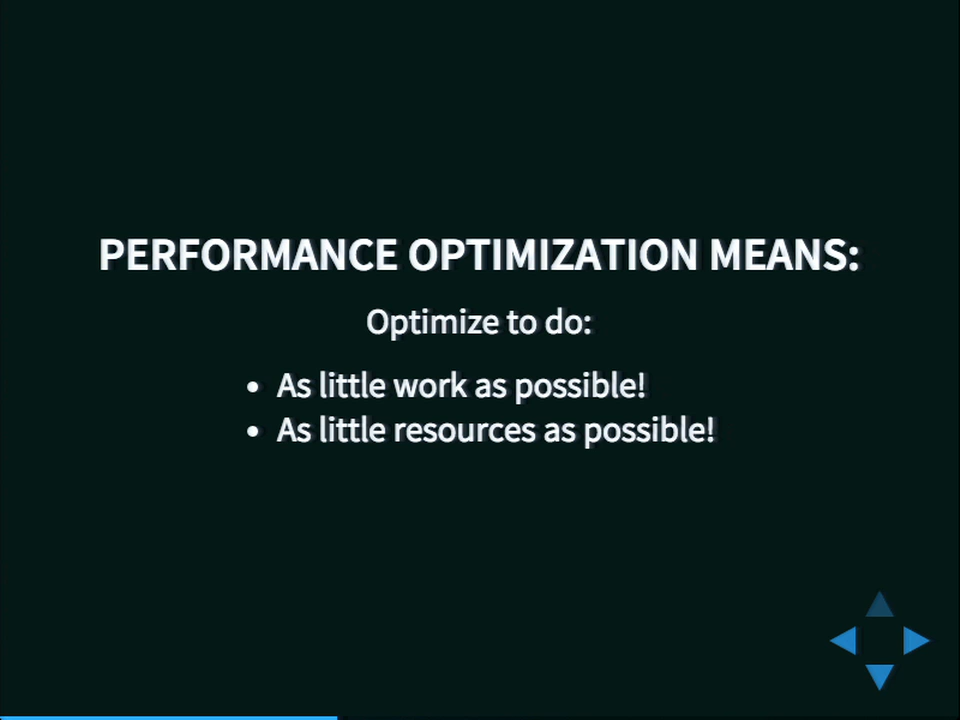 PERFORMANCE OPTIMIZATION MEANS:
Optimize to do:
• As little work as possible!
• As little resources as possible!